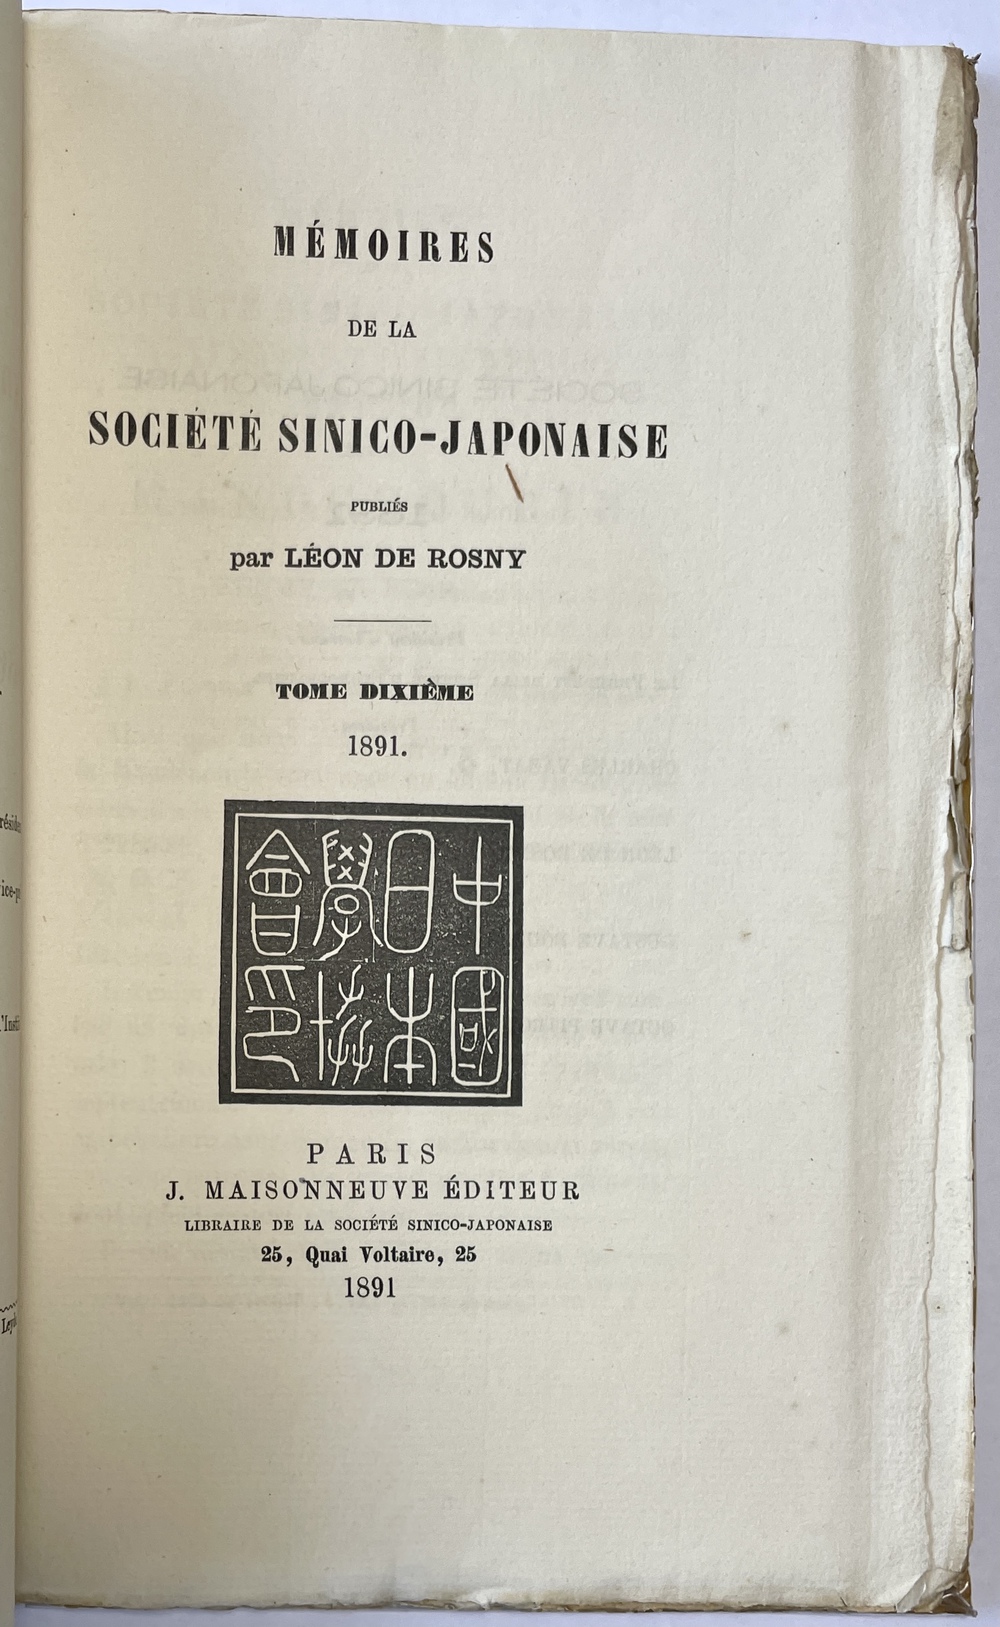 MÉMOIRES
DE LA
SOCIÉTÉ SINICO-JAPONAISE
PUBLIÉS
par LÉON DE ROSNY
TOME DIXIÈME
1891.
中國
日本
學協
會印
PARIS
J. MAISONNEUVE ÉDITEUR
LIBRAIRE DE LA SOCIÉTÉ SINICO-JAPONAISE
25, Quai Voltaire, 25
1891